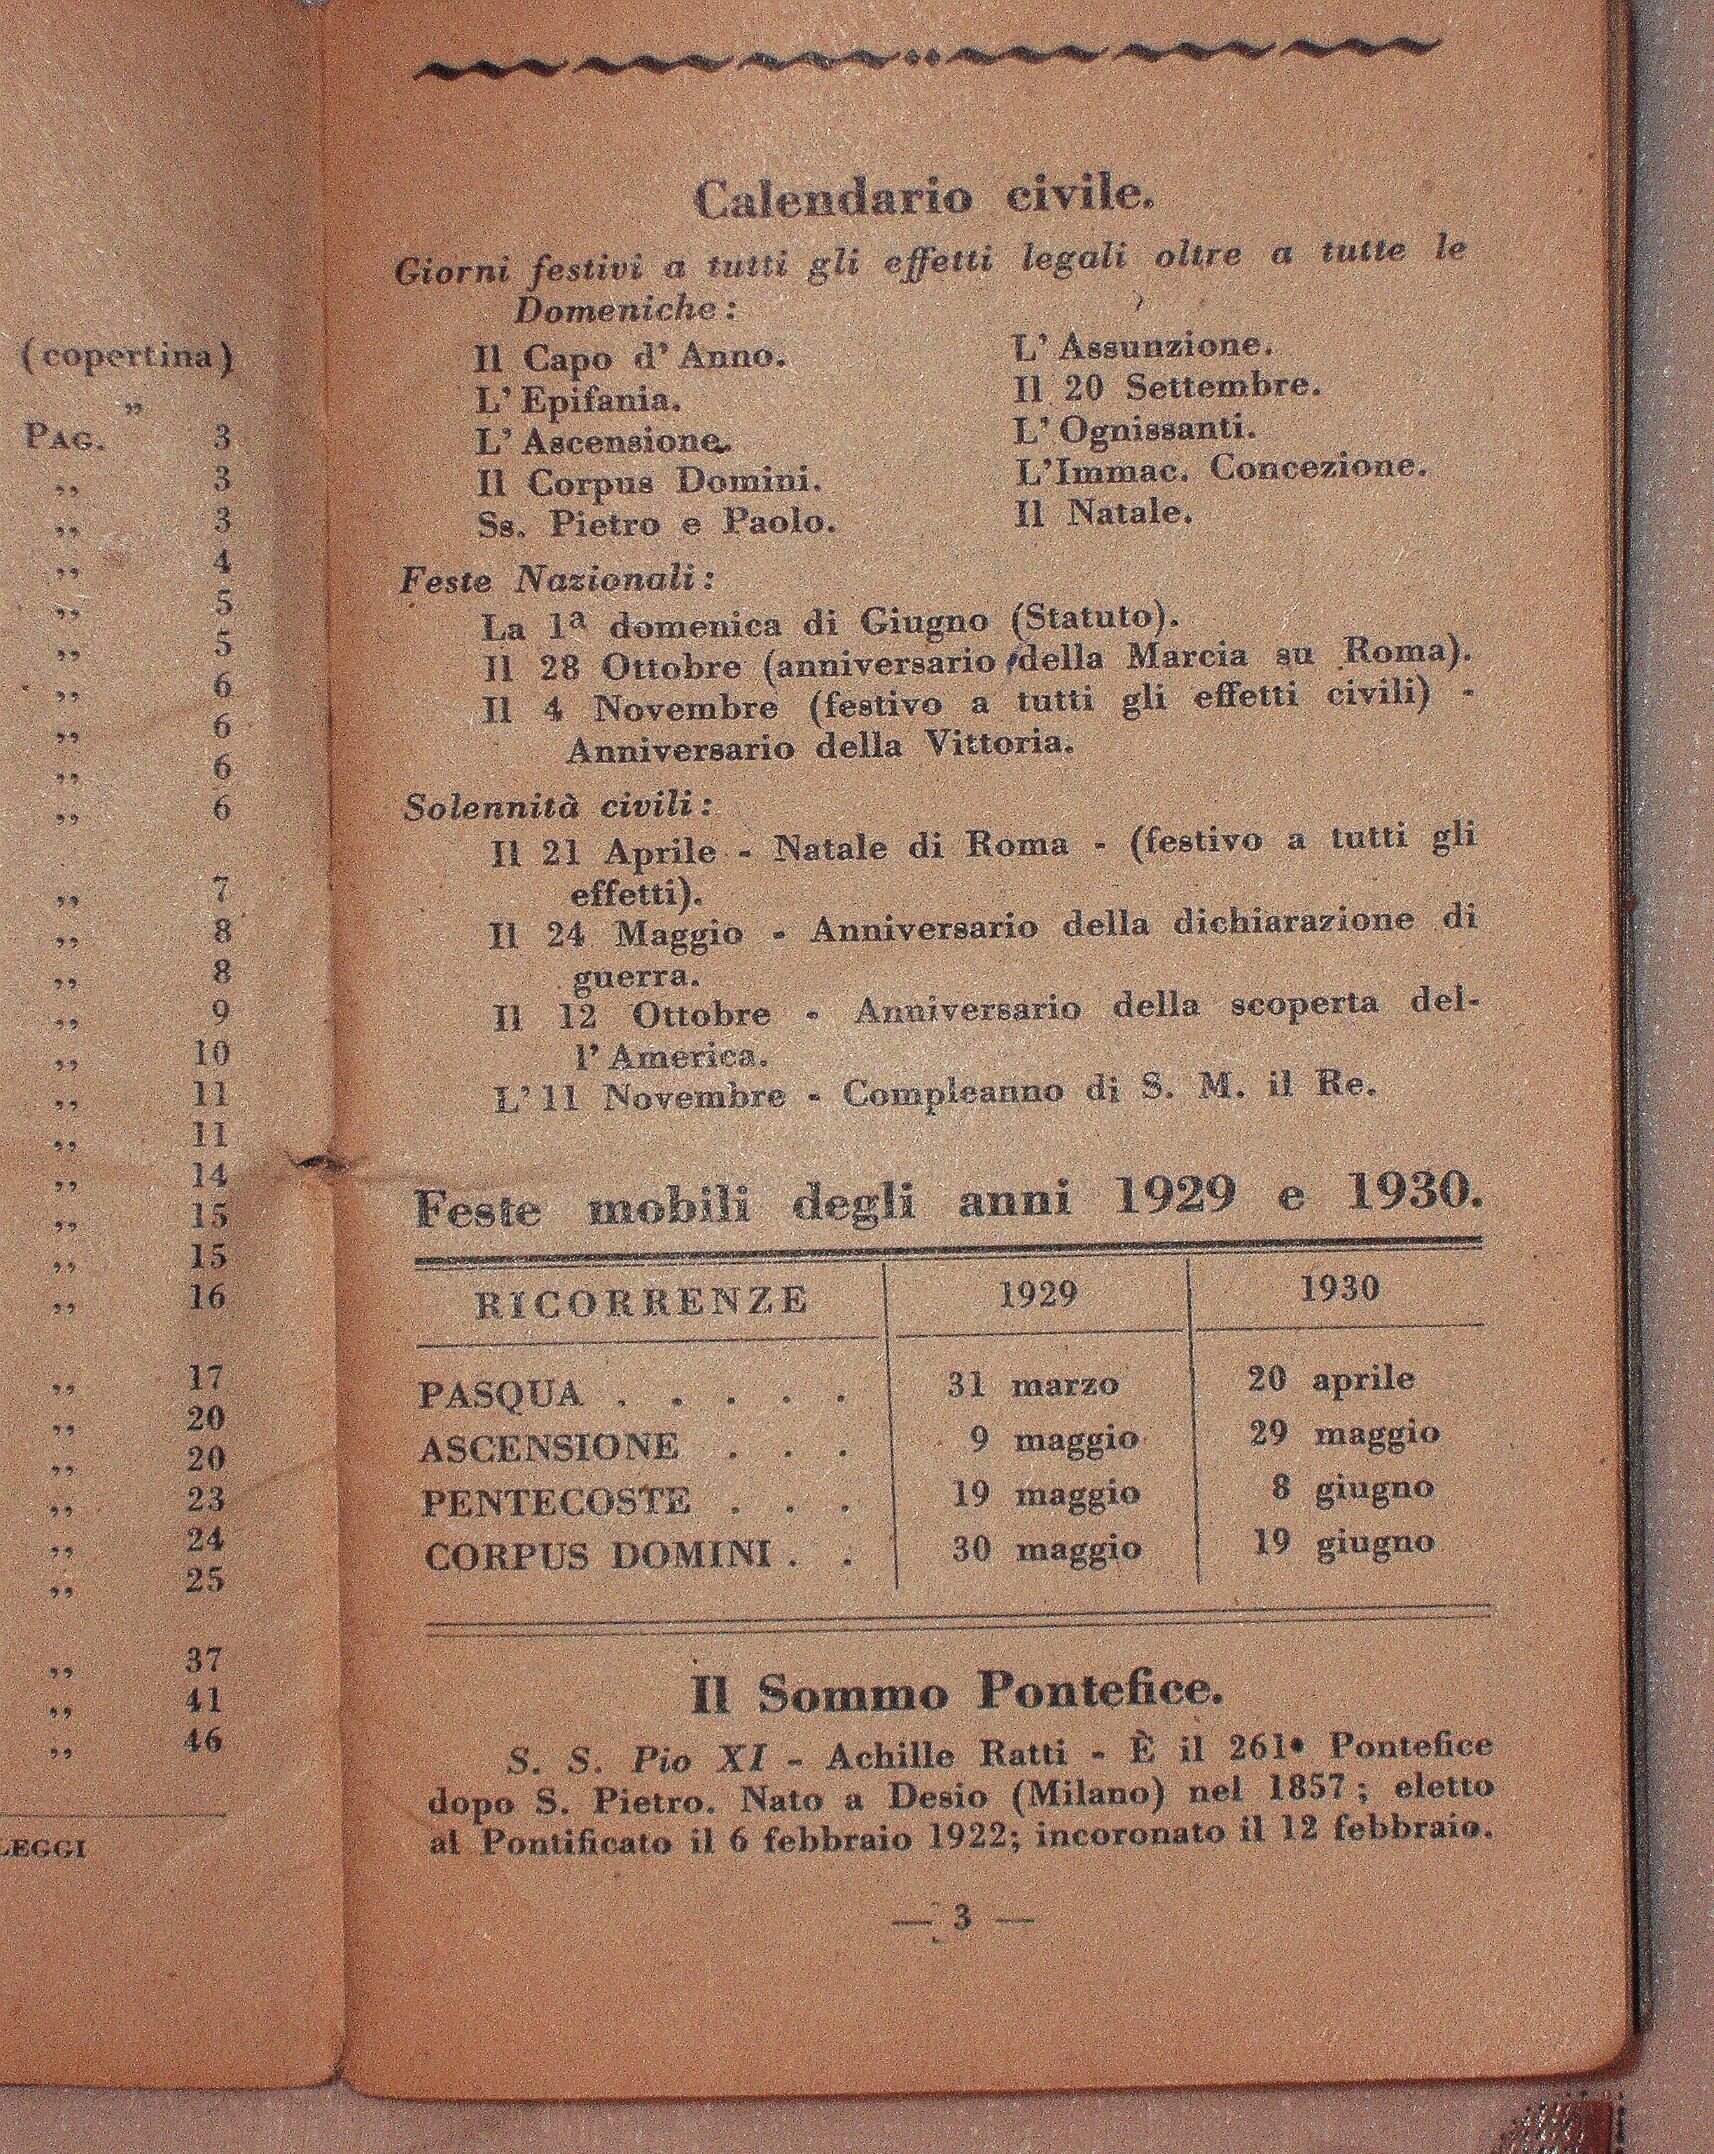 (copertina)
„
PAG. 3
„ 3
„ 3
„ 4
„ 5
„ 5
„ 6
„ 6
„ 6
„ 6
„ 7
„ 8
„ 8
„ 9
„ 10
„ 11
„ 11
„ 14
„ 15
„ 15
„ 16
„ 17
„ 20
„ 20
„ 23
„ 24
„ 25
„ 37
„ 41
„ 46
LEGGI
Calendario civile.
Giorni festivi a tutti gli effetti legali oltre a tutte le
Domeniche:
Il Capo d'Anno.
L'Epifania.
L'Ascensione.
Il Corpus Domini.
Ss. Pietro e Paolo.
L'Assunzione.
Il 20 Settembre.
L'Ognissanti.
L'Immac. Concezione.
Il Natale.
Feste Nazionali:
La 1ª domenica di Giugno (Statuto).
Il 28 Ottobre (anniversario della Marcia su Roma).
Il 4 Novembre (festivo a tutti gli effetti civili) -
Anniversario della Vittoria.
Solennità civili:
Il 21 Aprile - Natale di Roma - (festivo a tutti gli
effetti).
Il 24 Maggio - Anniversario della dichiarazione di
guerra.
Il 12 Ottobre - Anniversario della scoperta del-
l'America.
L'11 Novembre - Compleanno di S. M. il Re.
Feste mobili degli anni 1929 e 1930.
RICORRENZE 1929 1930
PASQUA . . . . . 31 marzo 20 aprile
ASCENSIONE . . . 9 maggio 29 maggio
PENTECOSTE . . . 19 maggio 8 giugno
CORPUS DOMINI . . 30 maggio 19 giugno
Il Sommo Pontefice.
S. S. Pio XI - Achille Ratti - È il 261° Pontefice
dopo S. Pietro. Nato a Desio (Milano) nel 1857; eletto
al Pontificato il 6 febbraio 1922; incoronato il 12 febbraio.
— 3 —